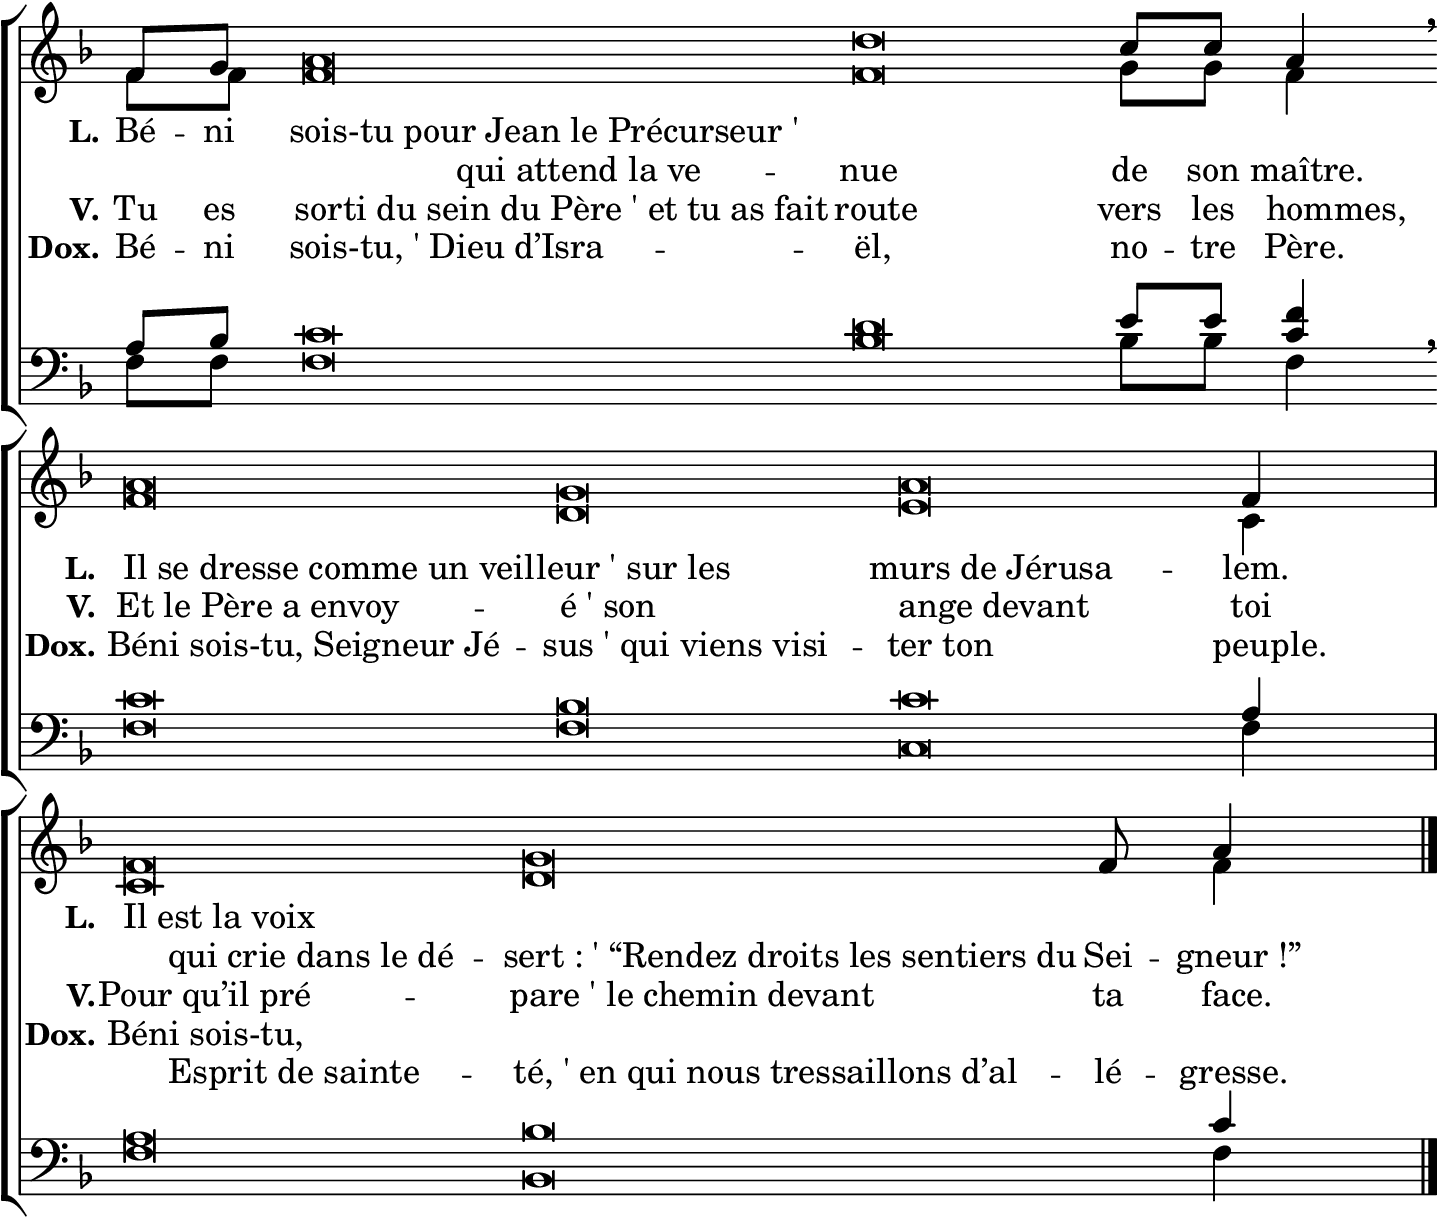 L. Bé - ni sois-tu pour Jean le Précurseur '
qui attend la ve - nue de son maître.
V. Tu es sorti du sein du Père ' et tu as fait route vers les hommes,
Dox. Bé - ni sois-tu, ' Dieu d’Isra - - ël, no - tre Père.
L. Il se dresse comme un veilleur ' sur les murs de Jérusa - lem.
V. Et le Père a envoy - é ' son ange devant toi
Dox. Béni sois-tu, Seigneur Jé - sus ' qui viens visi - ter ton peuple.
L. Il est la voix
qui crie dans le dé - sert : ' “Rendez droits les sentiers du Sei - gneur !”
V. Pour qu’il pré - pare ' le chemin devant ta face.
Dox. Béni sois-tu,
Esprit de sainte - té, ' en qui nous tressaillons d’al - lé - gresse.